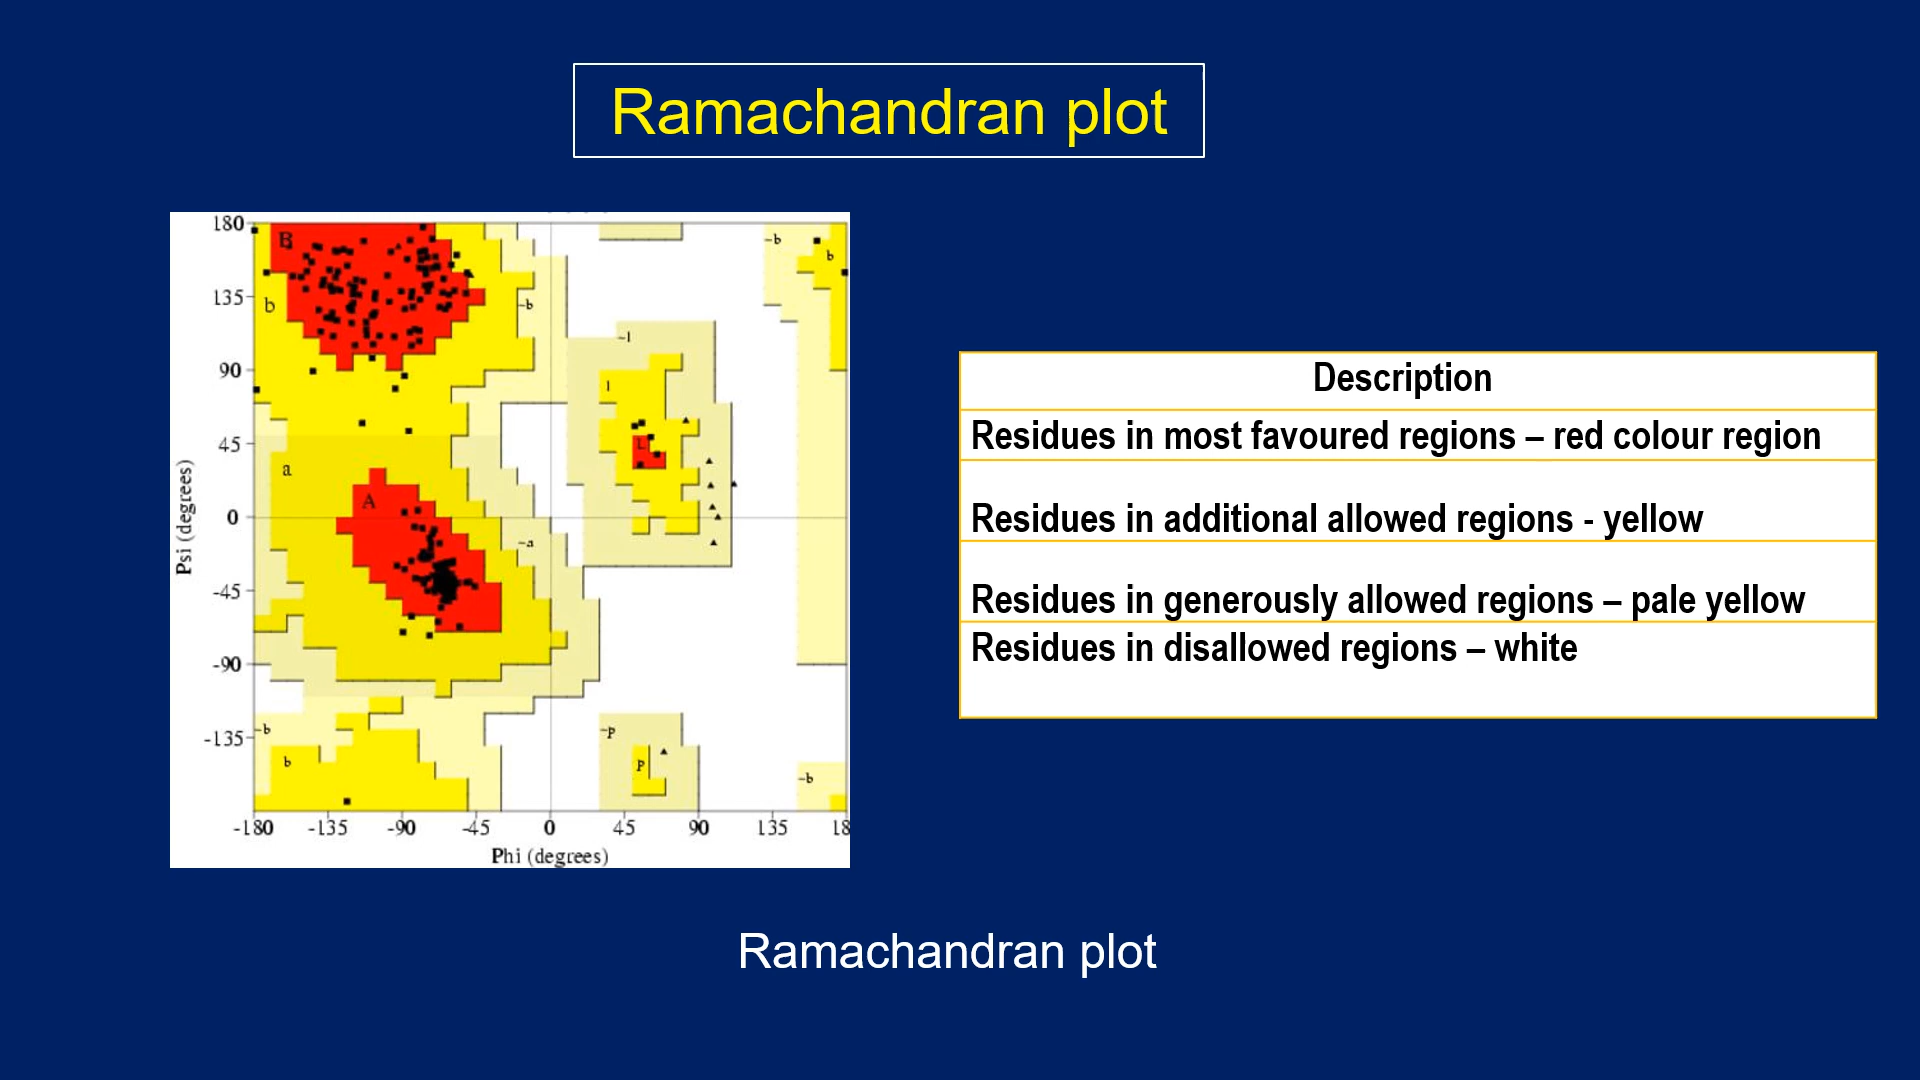 Ramachandran plot
180
135
90
45
0
-45
-90
-135
Psi (degrees)
B
b
~b
~l
l
L
a
A
~a
~b
b
~b
b
~p
p
~b
-180 -135 -90 -45 0 45 90 135 18
Phi (degrees)
Description
Residues in most favoured regions – red colour region
Residues in additional allowed regions - yellow
Residues in generously allowed regions – pale yellow
Residues in disallowed regions – white
Ramachandran plot